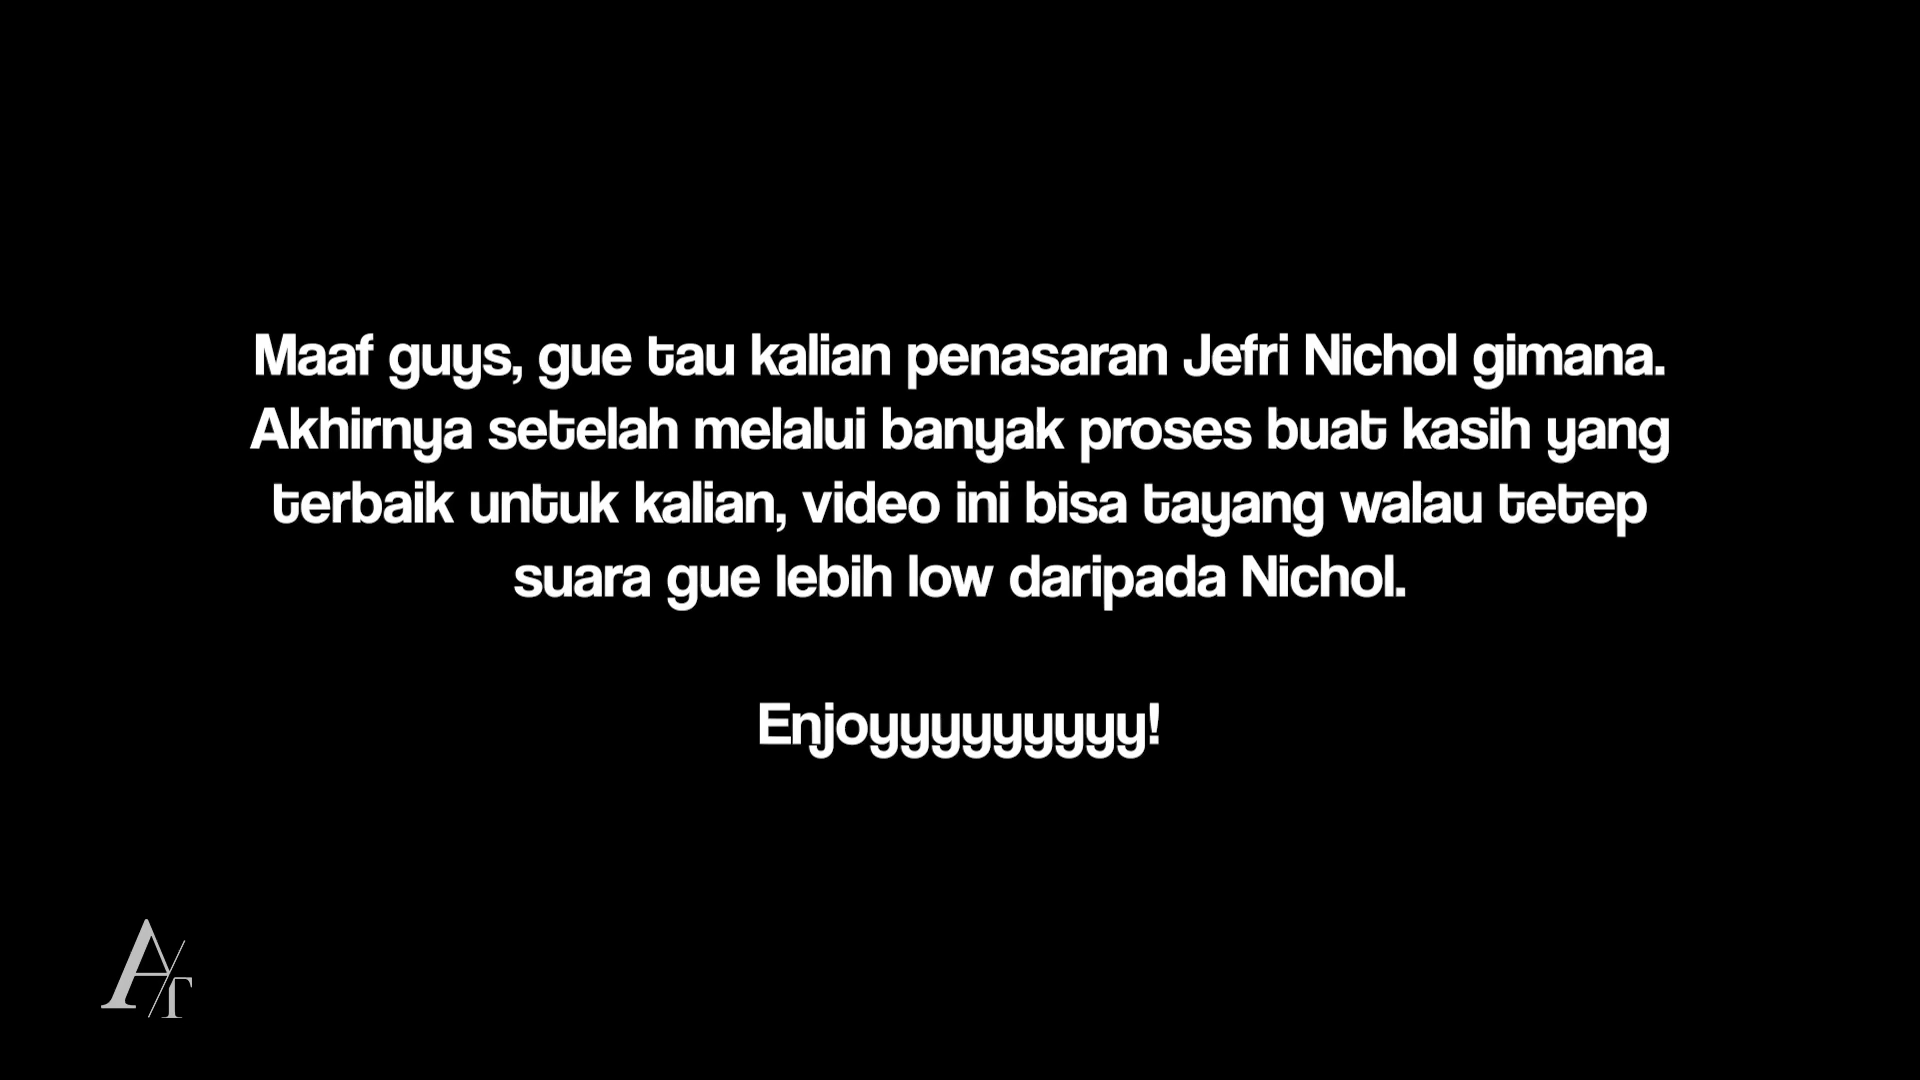 Maaf guys, gue tau kalian penasaran Jefri Nichol gimana.
Akhirnya setelah melalui banyak proses buat kasih yang
terbaik untuk kalian, video ini bisa tayang walau tetep
suara gue lebih low daripada Nichol.
Enjoyyyyyyyyy!
A/T